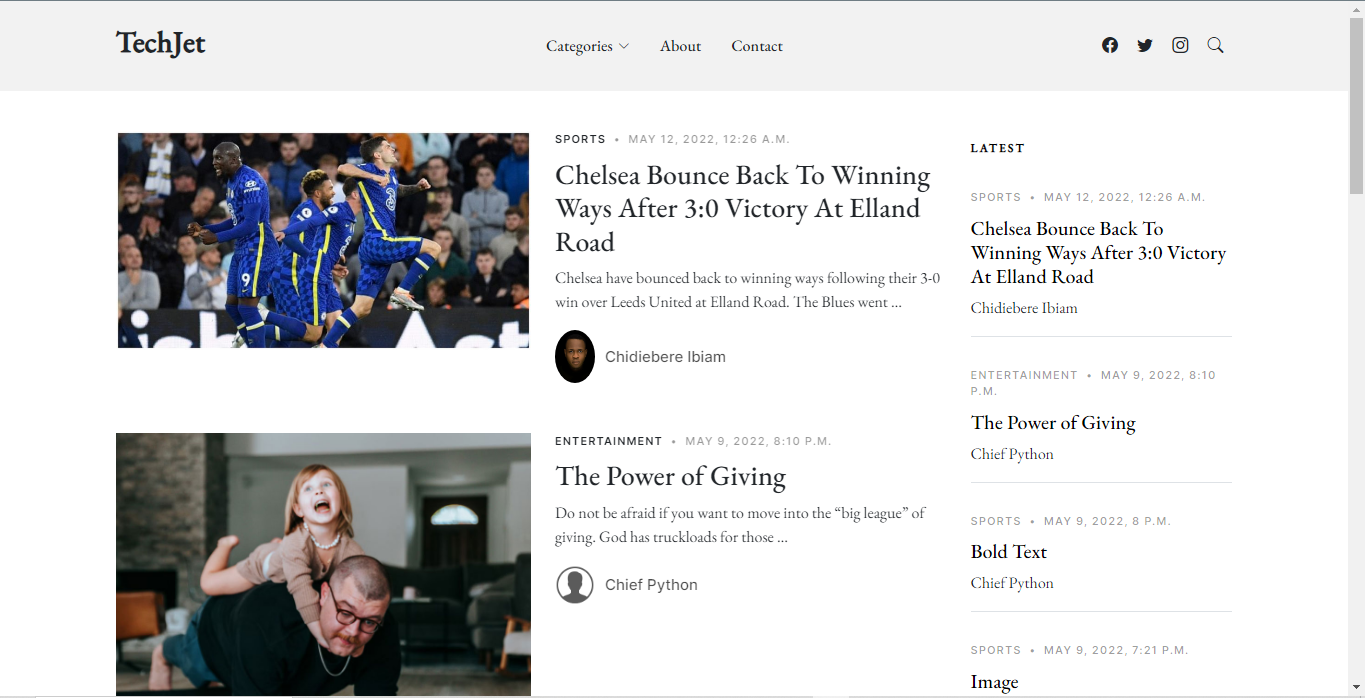 TechJet
Categories About Contact
SPORTS • MAY 12, 2022, 12:26 A.M.
Chelsea Bounce Back To Winning
Ways After 3:0 Victory At Elland
Road
Chelsea have bounced back to winning ways following their 3-0
win over Leeds United at Elland Road. The Blues went ...
Chidiebere Ibiam
9
10
ENTERTAINMENT • MAY 9, 2022, 8:10 P.M.
The Power of Giving
Do not be afraid if you want to move into the “big league” of
giving. God has truckloads for those ...
Chief Python
LATEST
SPORTS • MAY 12, 2022, 12:26 A.M.
Chelsea Bounce Back To
Winning Ways After 3:0 Victory
At Elland Road
Chidiebere Ibiam
ENTERTAINMENT • MAY 9, 2022, 8:10
P.M.
The Power of Giving
Chief Python
SPORTS • MAY 9, 2022, 8 P.M.
Bold Text
Chief Python
SPORTS • MAY 9, 2022, 7:21 P.M.
Image